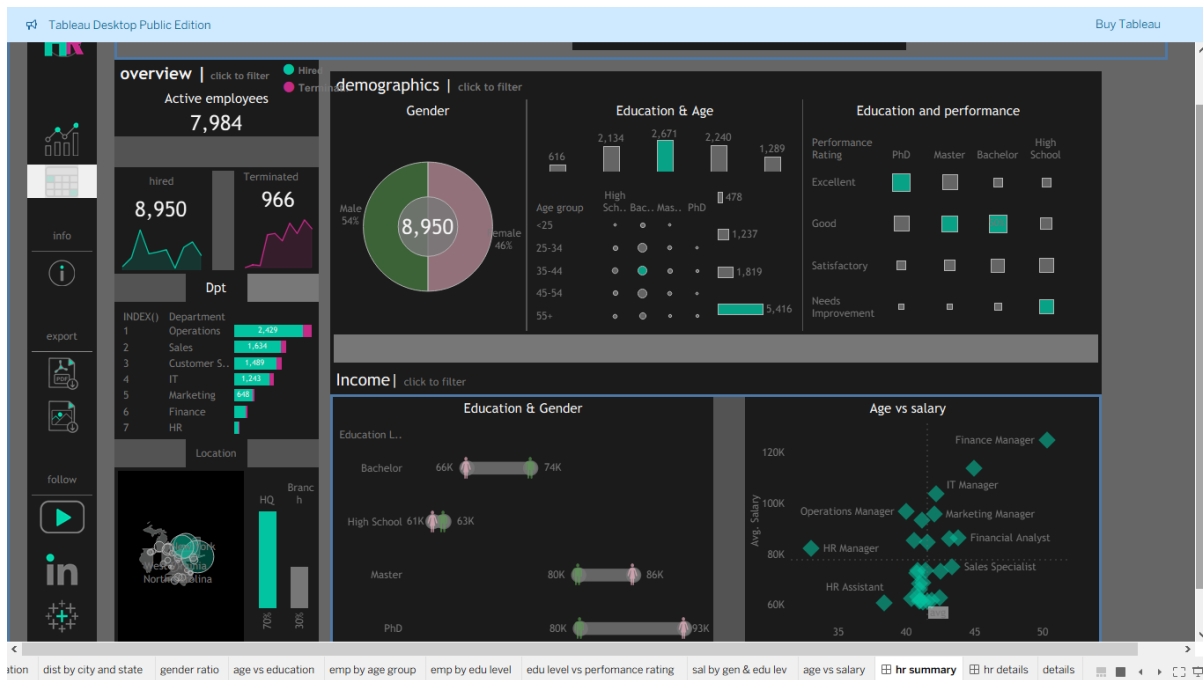 Tableau Desktop Public Edition
Buy Tableau
HR
info
export
PDF
follow
in
overview | click to filter
Hired
Active employees
7,984
hired
8,950
Terminated
966
Dpt
INDEX() Department
1 Operations 2,429
2 Sales 1,634
3 Customer S.. 1,489
4 IT 1,243
5 Marketing 648
6 Finance
7 HR
Location
HQ
Branc
h
70%
30%
demographics | click to filter
Gender
Male
54%
8,950
emale
46%
Education & Age
616
2,134
2,671
2,240
1,289
Age group
High
Sch.. Bac.. Mas.. PhD
<25
25-34
35-44
45-54
55+
478
1,237
1,819
5,416
Education and performance
Performance
Rating
PhD Master Bachelor High
School
Excellent
Good
Satisfactory
Needs
Improvement
Income| click to filter
Education & Gender
Education L..
Bachelor 66K 74K
High School 61K 63K
Master 80K 86K
PhD 80K 93K
Age vs salary
Avg. Salary
120K
100K
80K
60K
Finance Manager
IT Manager
Operations Manager
Marketing Manager
Financial Analyst
HR Manager
Sales Specialist
HR Assistant
35 40 45 50
ation dist by city and state gender ratio age vs education emp by age group emp by edu level edu level vs perfomance rating sal by gen & edu lev age vs salary hr summary hr details details